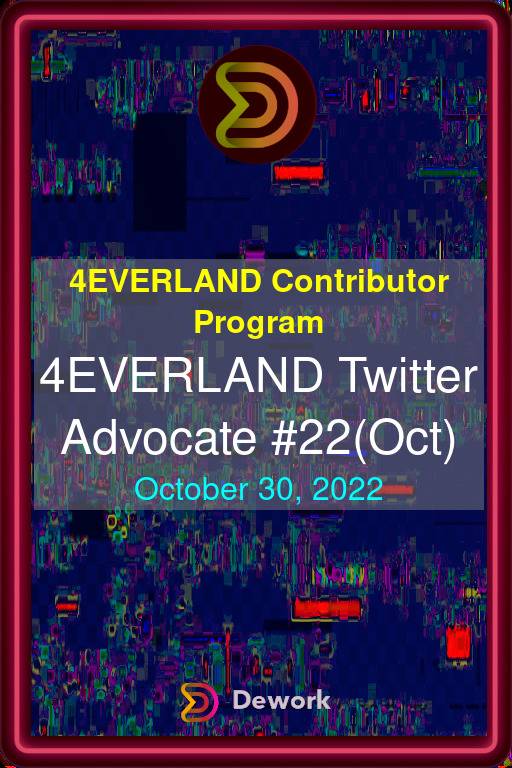 4EVERLAND Contributor
Program
4EVERLAND Twitter
Advocate #22(Oct)
October 30, 2022
Dework